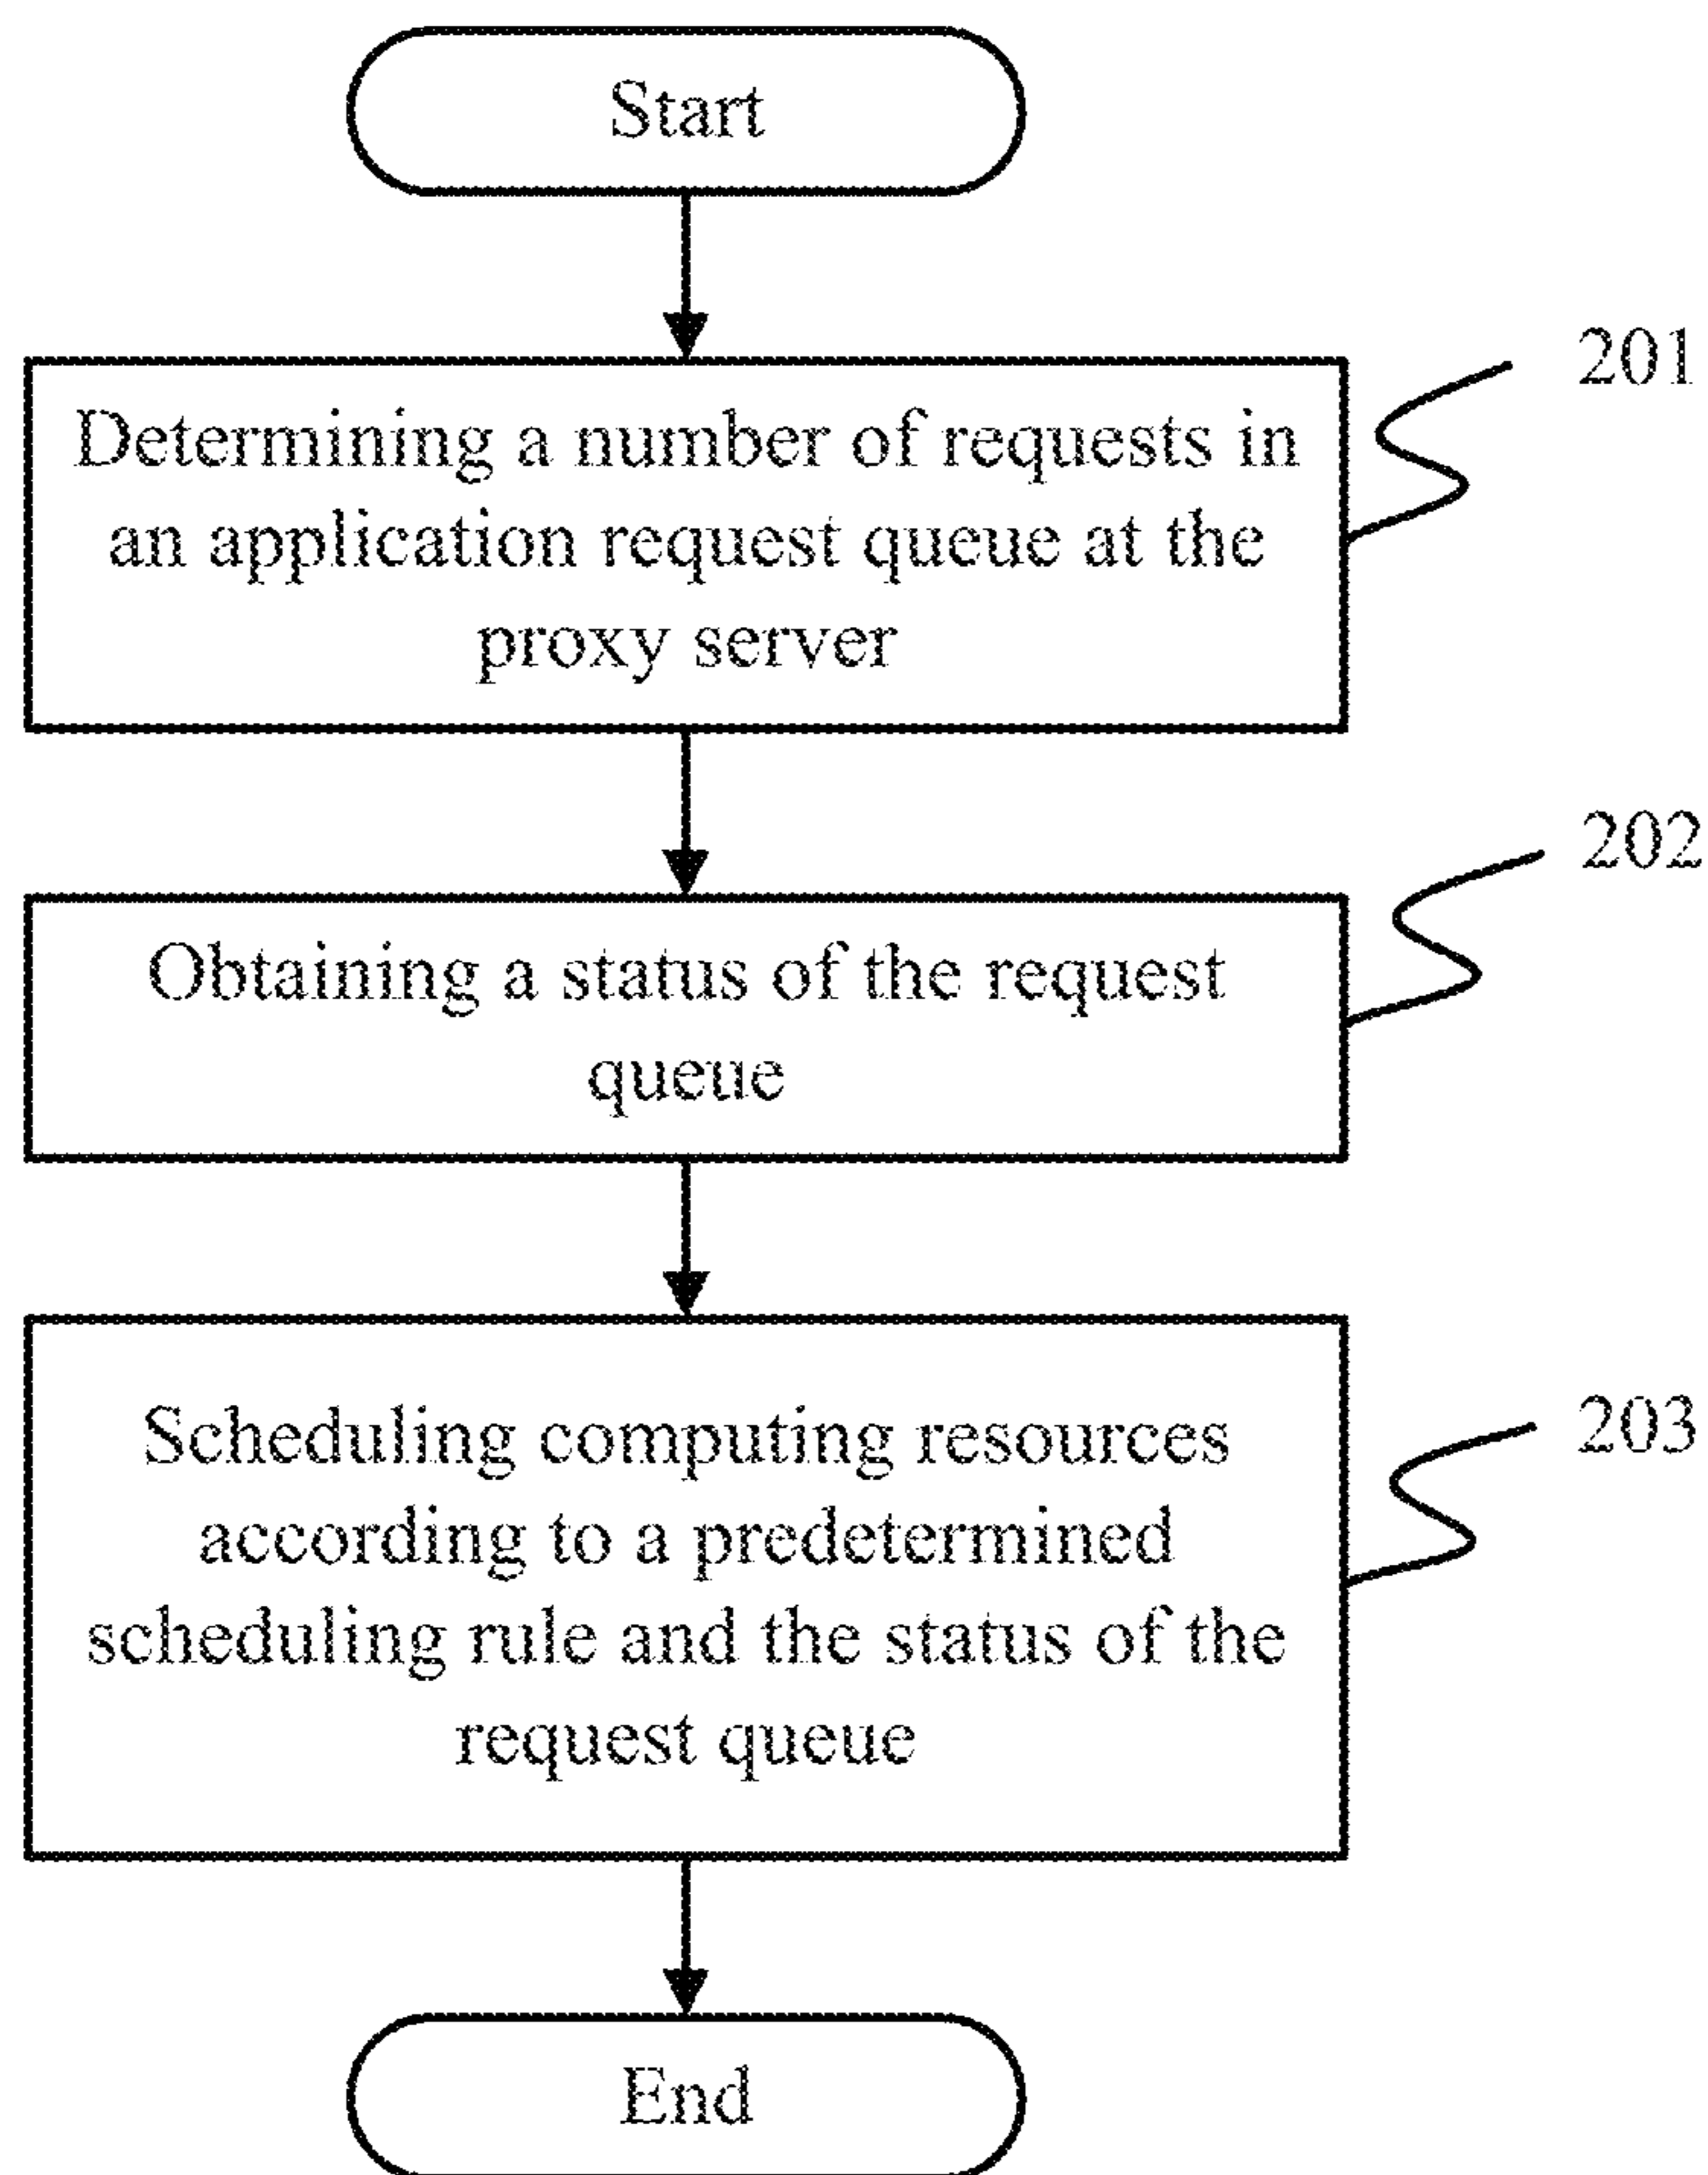 Start
201
Determining a number of requests in
an application request queue at the
proxy server
202
Obtaining a status of the request
queue
203
Scheduling computing resources
according to a predetermined
scheduling rule and the status of the
request queue
End